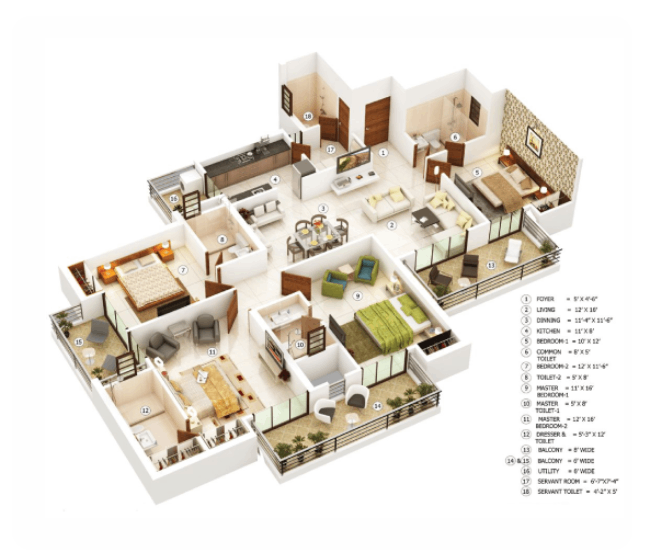 18
17
1
6
5
4
16
3
2
8
7
13
9
15
10
11
14
12
1 FOYER = 5' X 4'-6"
2 LIVING = 12' X 16'
3 DINNING = 11'-4" X 11'-6"
4 KITCHEN = 11' X 8'
5 BEDROOM-1 = 10' X 12'
6 COMMON = 8' X 5'
TOILET
7 BEDROOM-2 = 12' X 11'-6"
8 TOILET-2 = 5' X 8'
9 MASTER = 11' X 16'
BEDROOM-1
10 MASTER = 5' X 8'
TOILET-1
11 MASTER = 12' X 16'
BEDROOM-2
12 DRESSER & = 5'-3" X 12'
TOILET
13 BALCONY = 8' WIDE
14 & 15 BALCONY = 6' WIDE
16 UTILITY = 8' WIDE
17 SERVANT ROOM = 6'-7"X7'-4"
18 SERVANT TOILET = 4'-2" X 5'